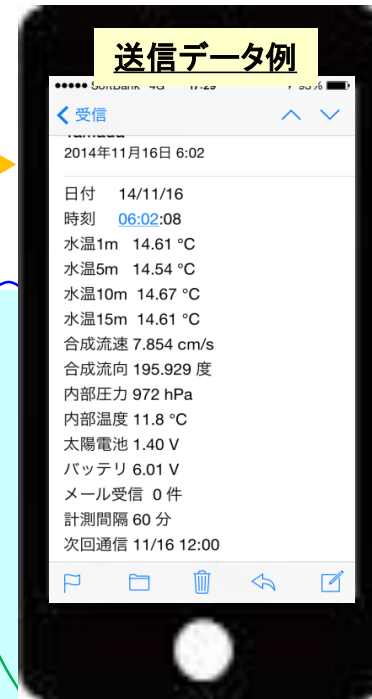 送信データ例
SoftBank 4G 17:29 93%
受信
2014年11月16日 6:02
日付 14/11/16
時刻 06:02:08
水温1m 14.61 °C
水温5m 14.54 °C
水温10m 14.67 °C
水温15m 14.61 °C
合成流速 7.854 cm/s
合成流向 195.929 度
内部圧力 972 hPa
内部温度 11.8 °C
太陽電池 1.40 V
バッテリ 6.01 V
メール受信 0 件
計測間隔 60 分
次回通信 11/16 12:00